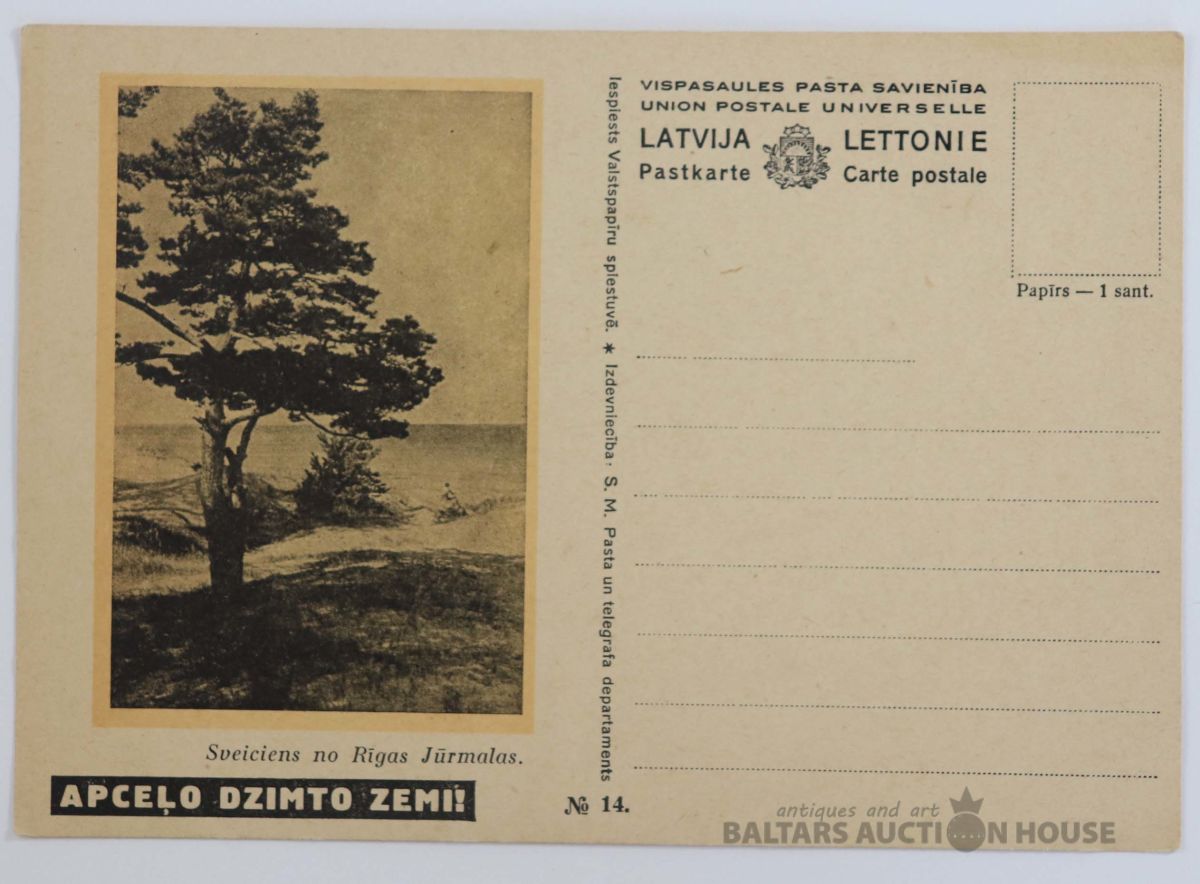 VISPASAULES PASTA SAVIENĪBA
UNION POSTALE UNIVERSELLE
LATVIJA LETTONIE
Pastkarte Carte postale
Papīrs — 1 sant.
Iespiests Valstspapīru spiestuvē. * Izdevniecība: S. M. Pasta un telegrafa departaments
Sveiciens no Rīgas Jūrmalas.
APCEĻO DZIMTO ZEMI!
№ 14.
antiques and art
BALTARS AUCTION HOUSE